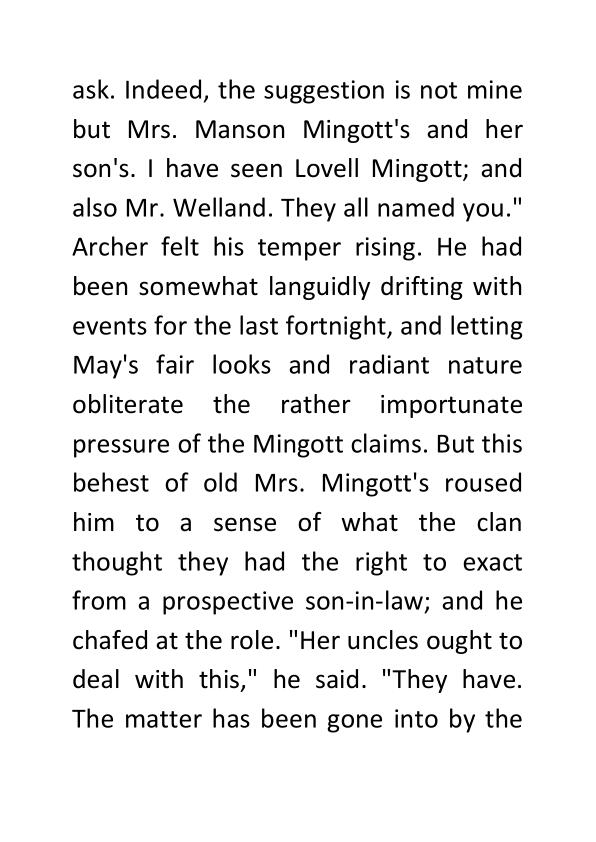 ask. Indeed, the suggestion is not mine
but Mrs. Manson Mingott's and her
son's. I have seen Lovell Mingott; and
also Mr. Welland. They all named you."
Archer felt his temper rising. He had
been somewhat languidly drifting with
events for the last fortnight, and letting
May's fair looks and radiant nature
obliterate the rather importunate
pressure of the Mingott claims. But this
behest of old Mrs. Mingott's roused
him to a sense of what the clan
thought they had the right to exact
from a prospective son-in-law; and he
chafed at the role. "Her uncles ought to
deal with this," he said. "They have.
The matter has been gone into by the